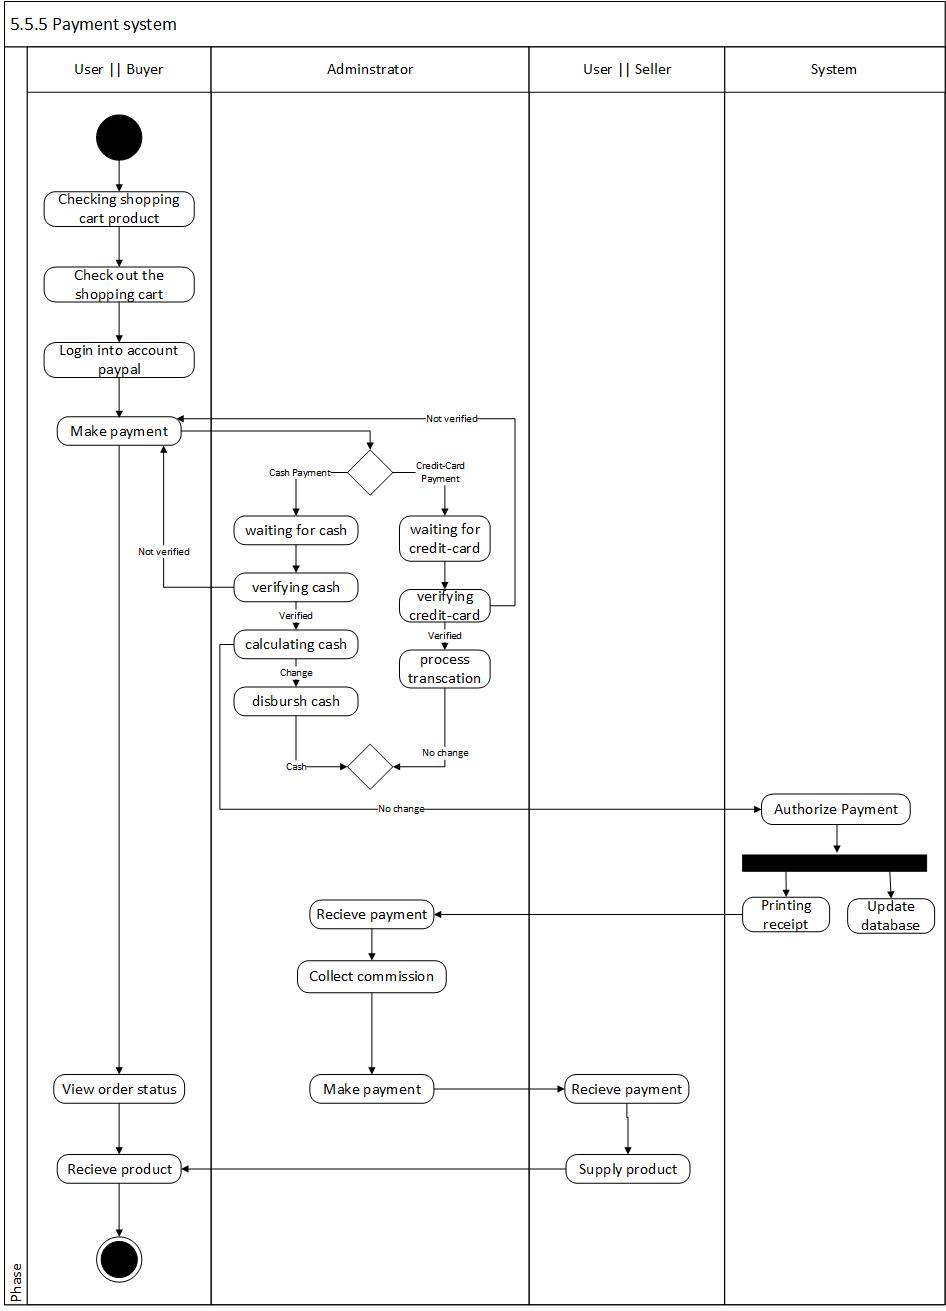 5.5.5 Payment system
User || Buyer
Adminstrator
User || Seller
System
Checking shopping
cart product
Check out the
shopping cart
Login into account
paypal
Not verified
Make payment
Cash Payment
Credit-Card
Payment
waiting for cash
waiting for
credit-card
Not verified
verifying cash
verifying
credit-card
Verified
Verified
calculating cash
process
transcation
Change
disbursh cash
No change
Cash
No change
Authorize Payment
Recieve payment
Printing
receipt
Update
database
Collect commission
View order status
Make payment
Recieve payment
Recieve product
Supply product
Phase